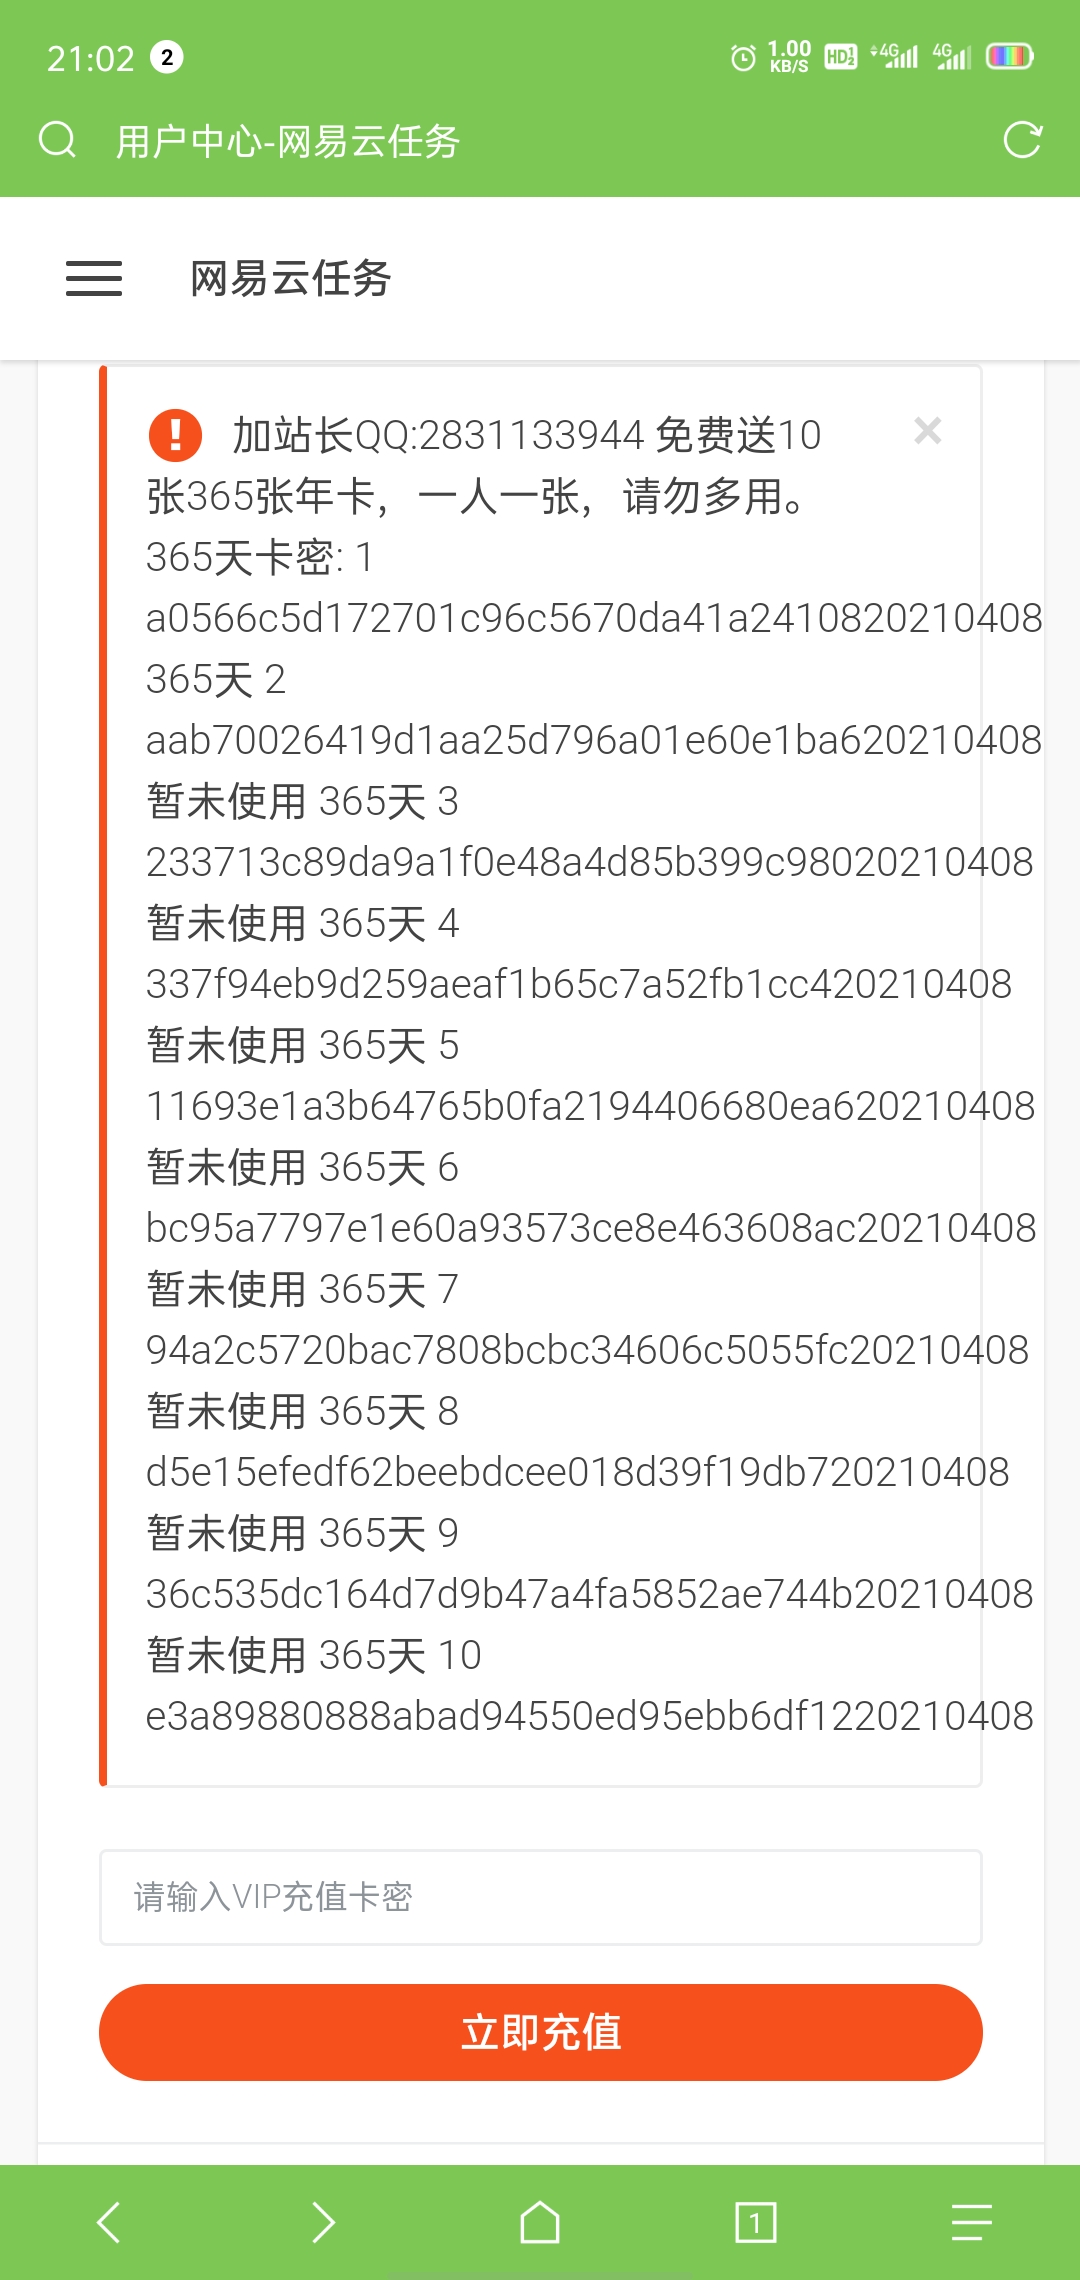 21:02 2 1.00 KB/S HD 1 2 4G 4G
用户中心-网易云任务
网易云任务
加站长QQ:2831133944 免费送10
张365张年卡，一人一张，请勿多用。
365天卡密: 1
a0566c5d172701c96c5670da41a2410820210408
365天 2
aab70026419d1aa25d796a01e60e1ba620210408
暂未使用 365天 3
233713c89da9a1f0e48a4d85b399c98020210408
暂未使用 365天 4
337f94eb9d259aeaf1b65c7a52fb1cc420210408
暂未使用 365天 5
11693e1a3b64765b0fa2194406680ea620210408
暂未使用 365天 6
bc95a7797e1e60a93573ce8e463608ac20210408
暂未使用 365天 7
94a2c5720bac7808bcbc34606c5055fc20210408
暂未使用 365天 8
d5e15efedf62beebdcee018d39f19db720210408
暂未使用 365天 9
36c535dc164d7d9b47a4fa5852ae744b20210408
暂未使用 365天 10
e3a89880888abad94550ed95ebb6df1220210408
请输入VIP充值卡密
立即充值
1